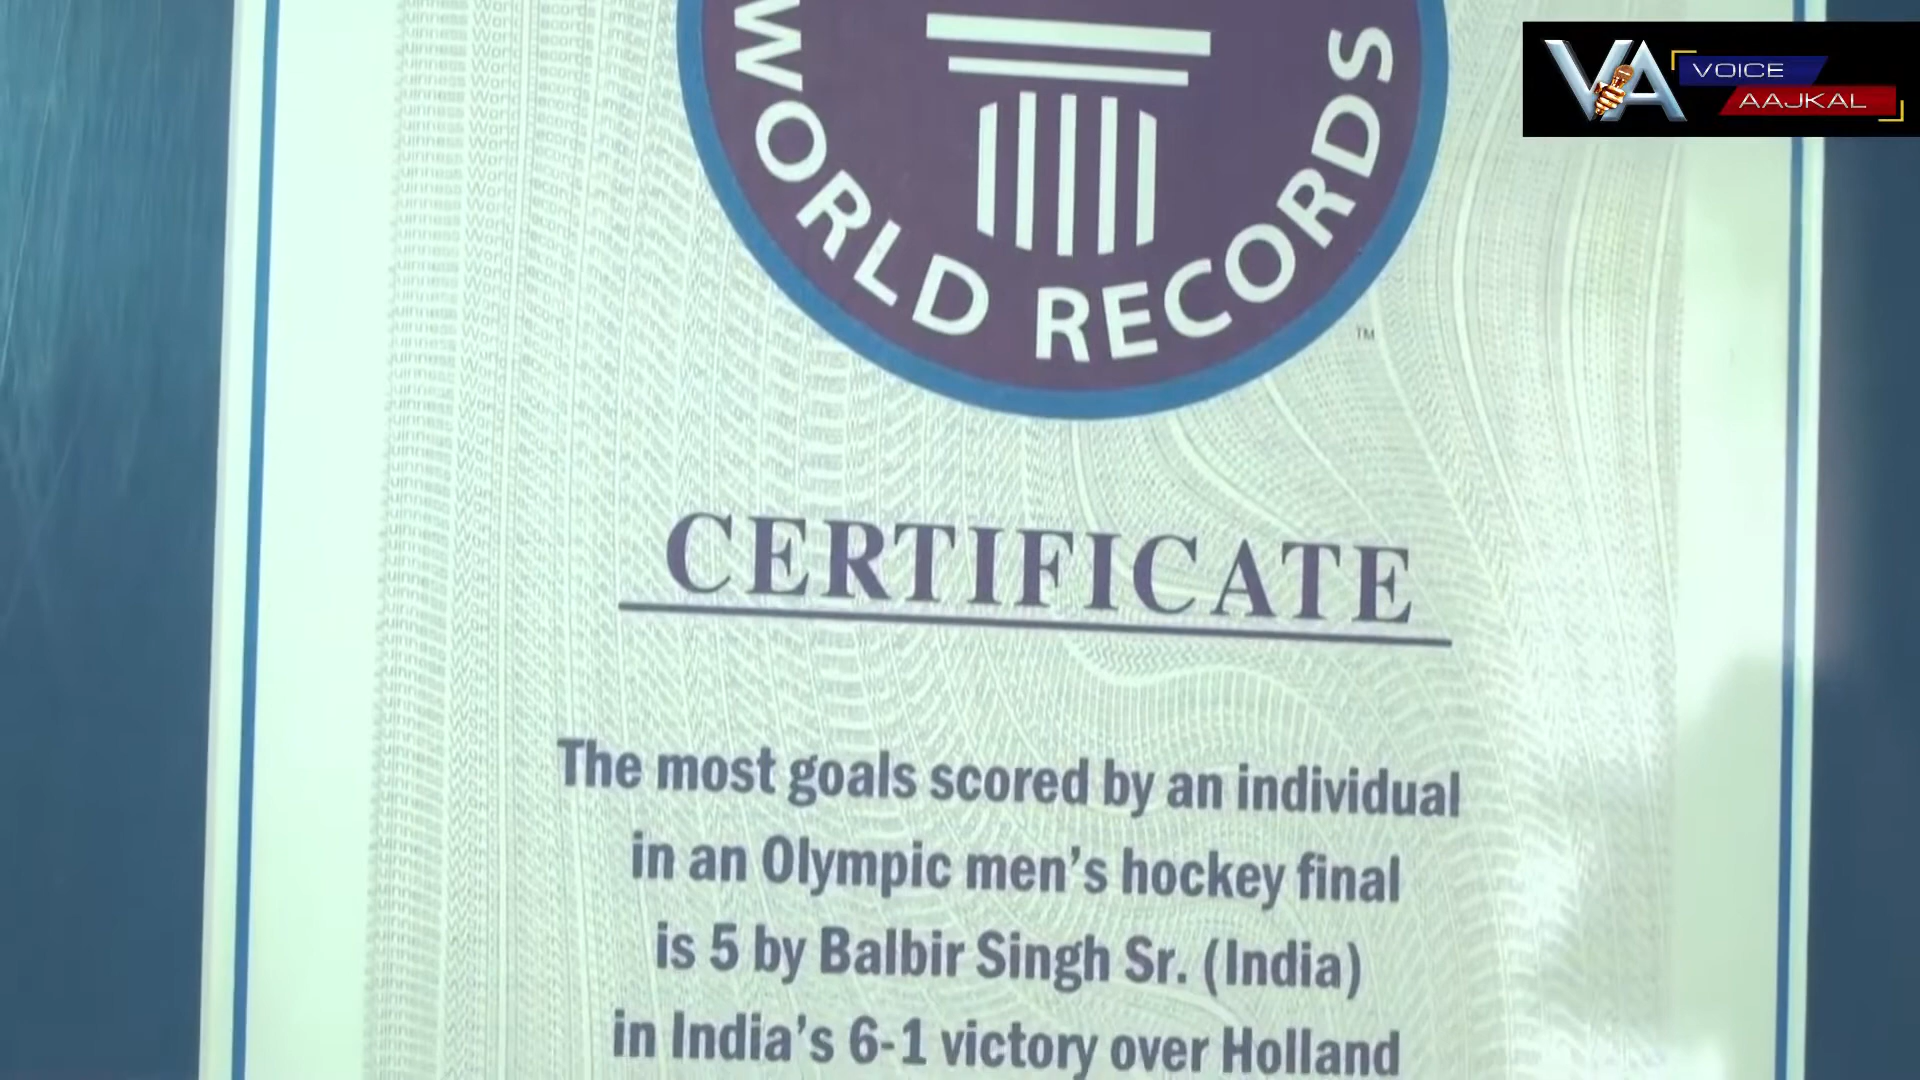 WORLD RECORDS
TM
VA VOICE
AAJKAL
CERTIFICATE
The most goals scored by an individual
in an Olympic men's hockey final
is 5 by Balbir Singh Sr. (India)
in India's 6-1 victory over Holland